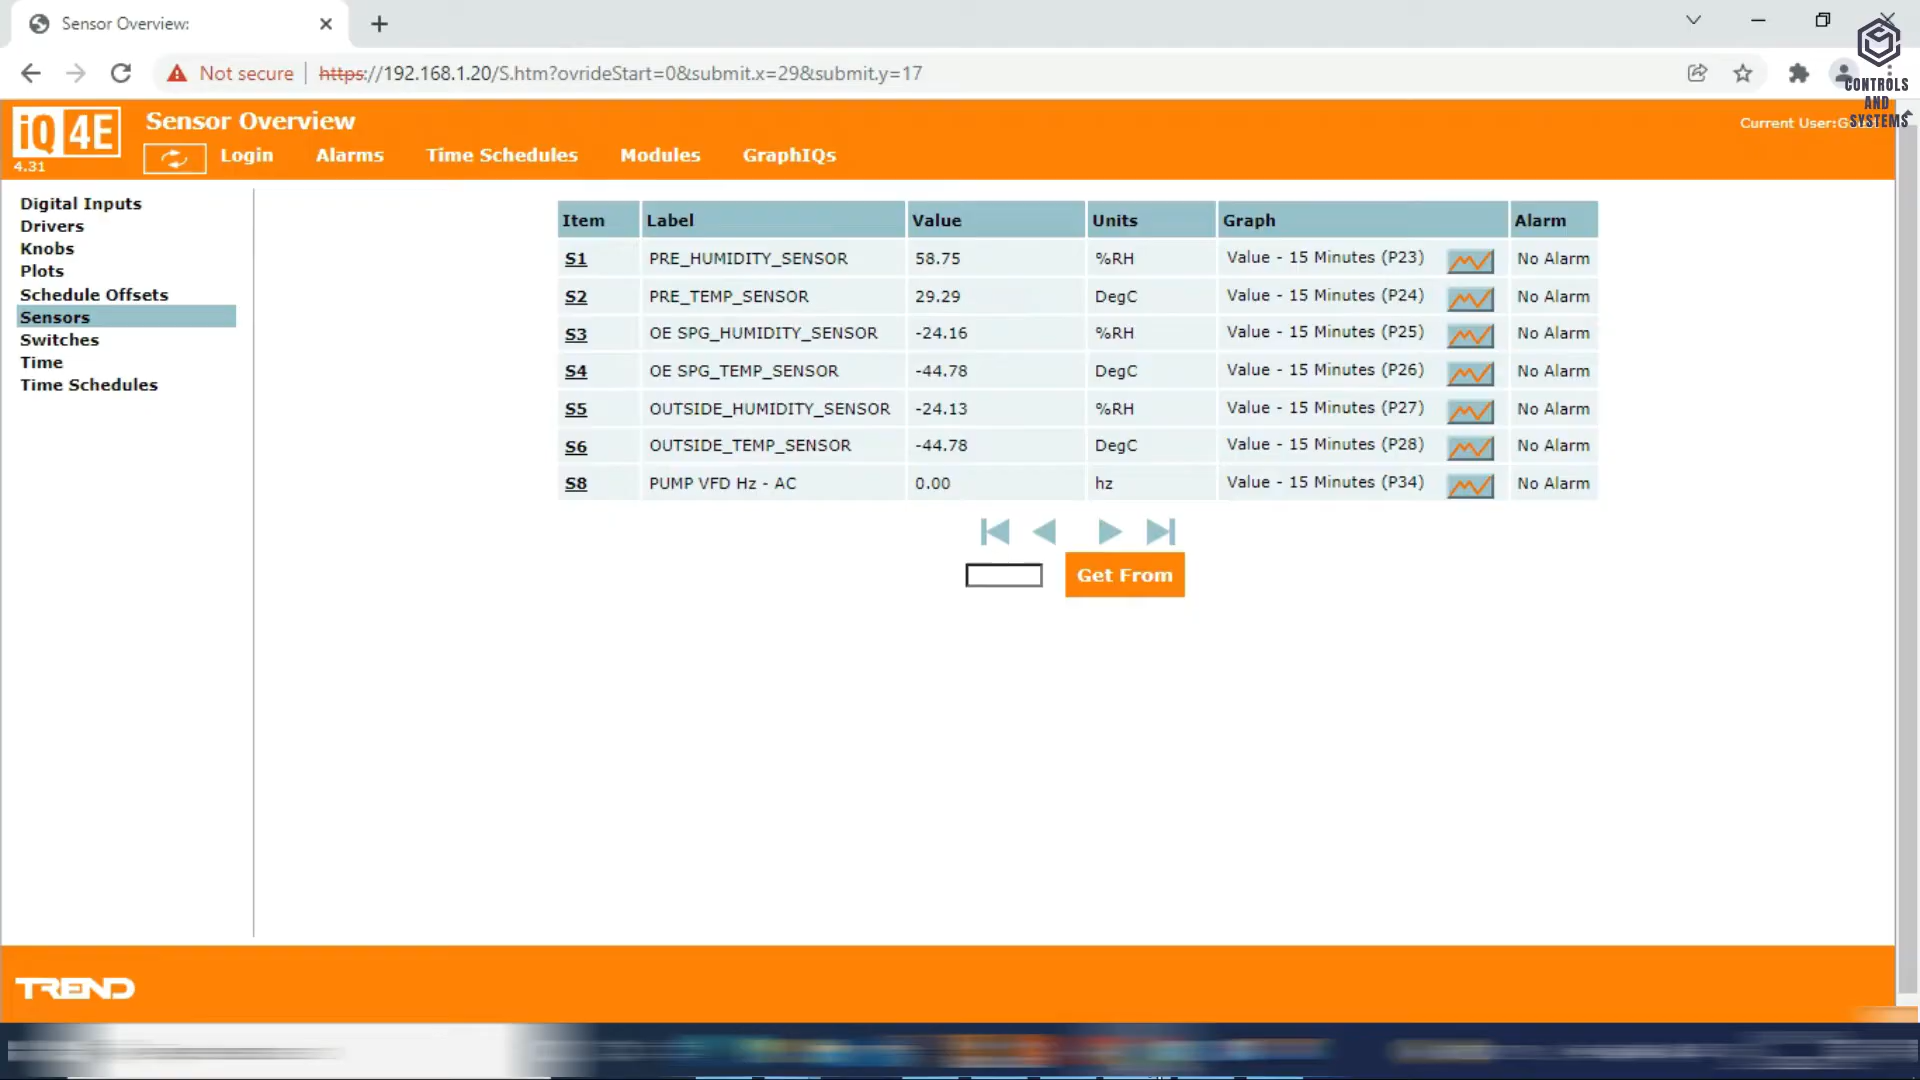 Sensor Overview:
Not secure
https://192.168.1.20/S.htm?ovrideStart=0&submit.x=29&submit.y=17
CONTROLS
AND
SYSTEMS
iQ 4E
4.31
Sensor Overview
Current User:G
Login Alarms Time Schedules Modules GraphIQs
Digital Inputs
Drivers
Knobs
Plots
Schedule Offsets
Sensors
Switches
Time
Time Schedules
Item Label Value Units Graph Alarm
S1 PRE_HUMIDITY_SENSOR 58.75 %RH Value - 15 Minutes (P23) No Alarm
S2 PRE_TEMP_SENSOR 29.29 DegC Value - 15 Minutes (P24) No Alarm
S3 OE SPG_HUMIDITY_SENSOR -24.16 %RH Value - 15 Minutes (P25) No Alarm
S4 OE SPG_TEMP_SENSOR -44.78 DegC Value - 15 Minutes (P26) No Alarm
S5 OUTSIDE_HUMIDITY_SENSOR -24.13 %RH Value - 15 Minutes (P27) No Alarm
S6 OUTSIDE_TEMP_SENSOR -44.78 DegC Value - 15 Minutes (P28) No Alarm
S8 PUMP VFD Hz - AC 0.00 hz Value - 15 Minutes (P34) No Alarm
Get From
TREND